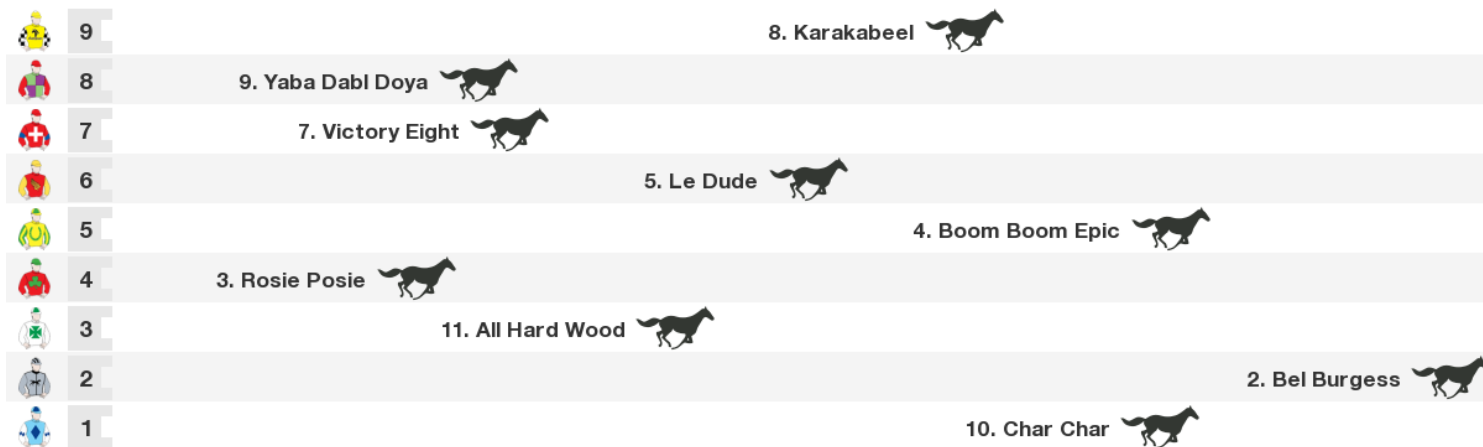 9 8. Karakabeel
8 9. Yaba Dabl Doya
7 7. Victory Eight
6 5. Le Dude
5 4. Boom Boom Epic
4 3. Rosie Posie
3 11. All Hard Wood
2 2. Bel Burgess
1 10. Char Char